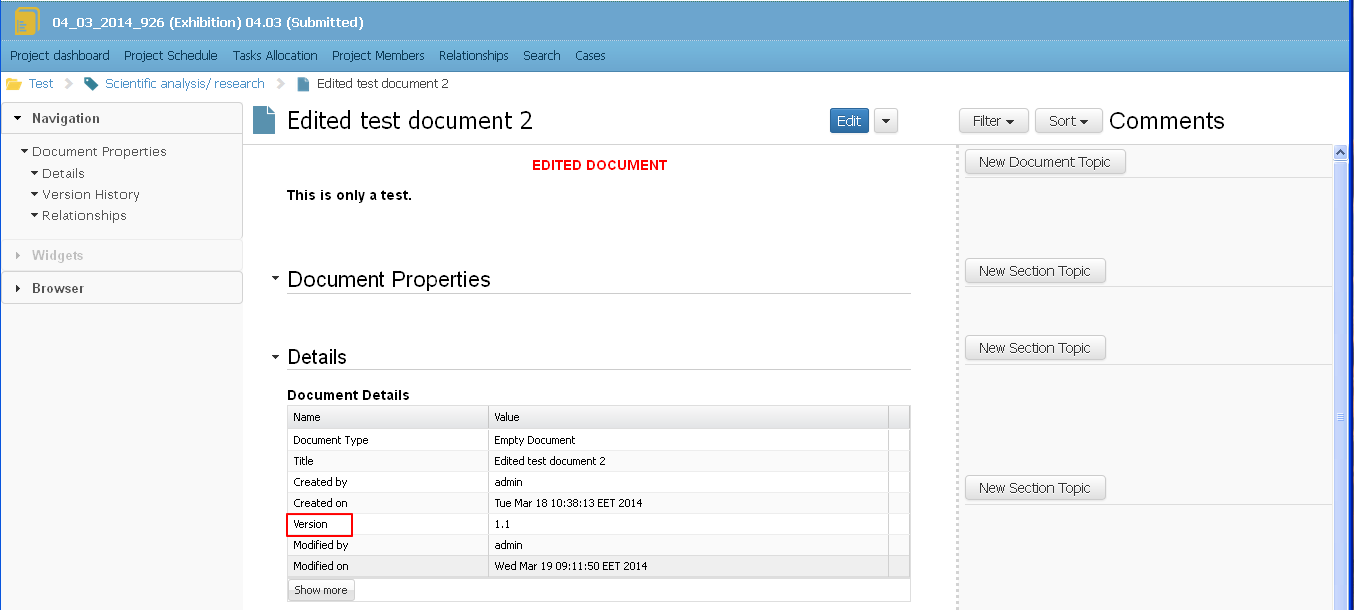 04_03_2014_926 (Exhibition) 04.03 (Submitted)
Project dashboard Project Schedule Tasks Allocation Project Members Relationships Search Cases
Test Scientific analysis/ research Edited test document 2
Navigation
Document Properties
Details
Version History
Relationships
Widgets
Browser
Edited test document 2
Edit
EDITED DOCUMENT
This is only a test.
Document Properties
Details
Document Details
Name Value
Document Type Empty Document
Title Edited test document 2
Created by admin
Created on Tue Mar 18 10:38:13 EET 2014
Version 1.1
Modified by admin
Modified on Wed Mar 19 09:11:50 EET 2014
Show more
Filter Sort Comments
New Document Topic
New Section Topic
New Section Topic
New Section Topic